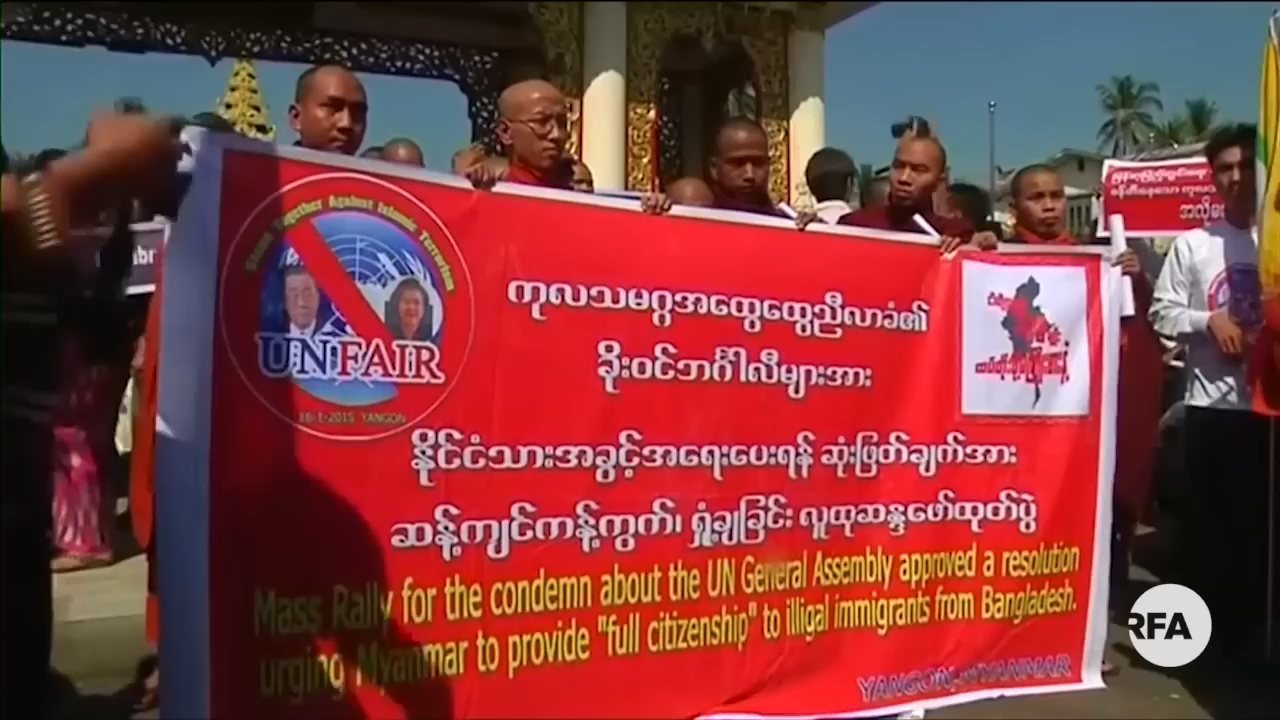 Stands Together Against Islamic Terrorism
UNFAIR
16-1-2015 YANGON
ကုလသမဂ္ဂအထွေထွေညီလာခံ၏
ခိုးဝင်ဘင်္ဂါလီများအား
နိုင်ငံသားအခွင့်အရေးပေးရန် ဆုံးဖြတ်ချက်အား
ဆန့်ကျင်ကန့်ကွက်၊ ရှုံ့ချခြင်း လူထုဆန္ဒဖော်ထုတ်ပွဲ
Mass Rally for the condemn about the UN General Assembly approved a resolution
urging Myanmar to provide "full citizenship" to illigal immigrants from Bangladesh.
YANGON, MYANMAR
RFA